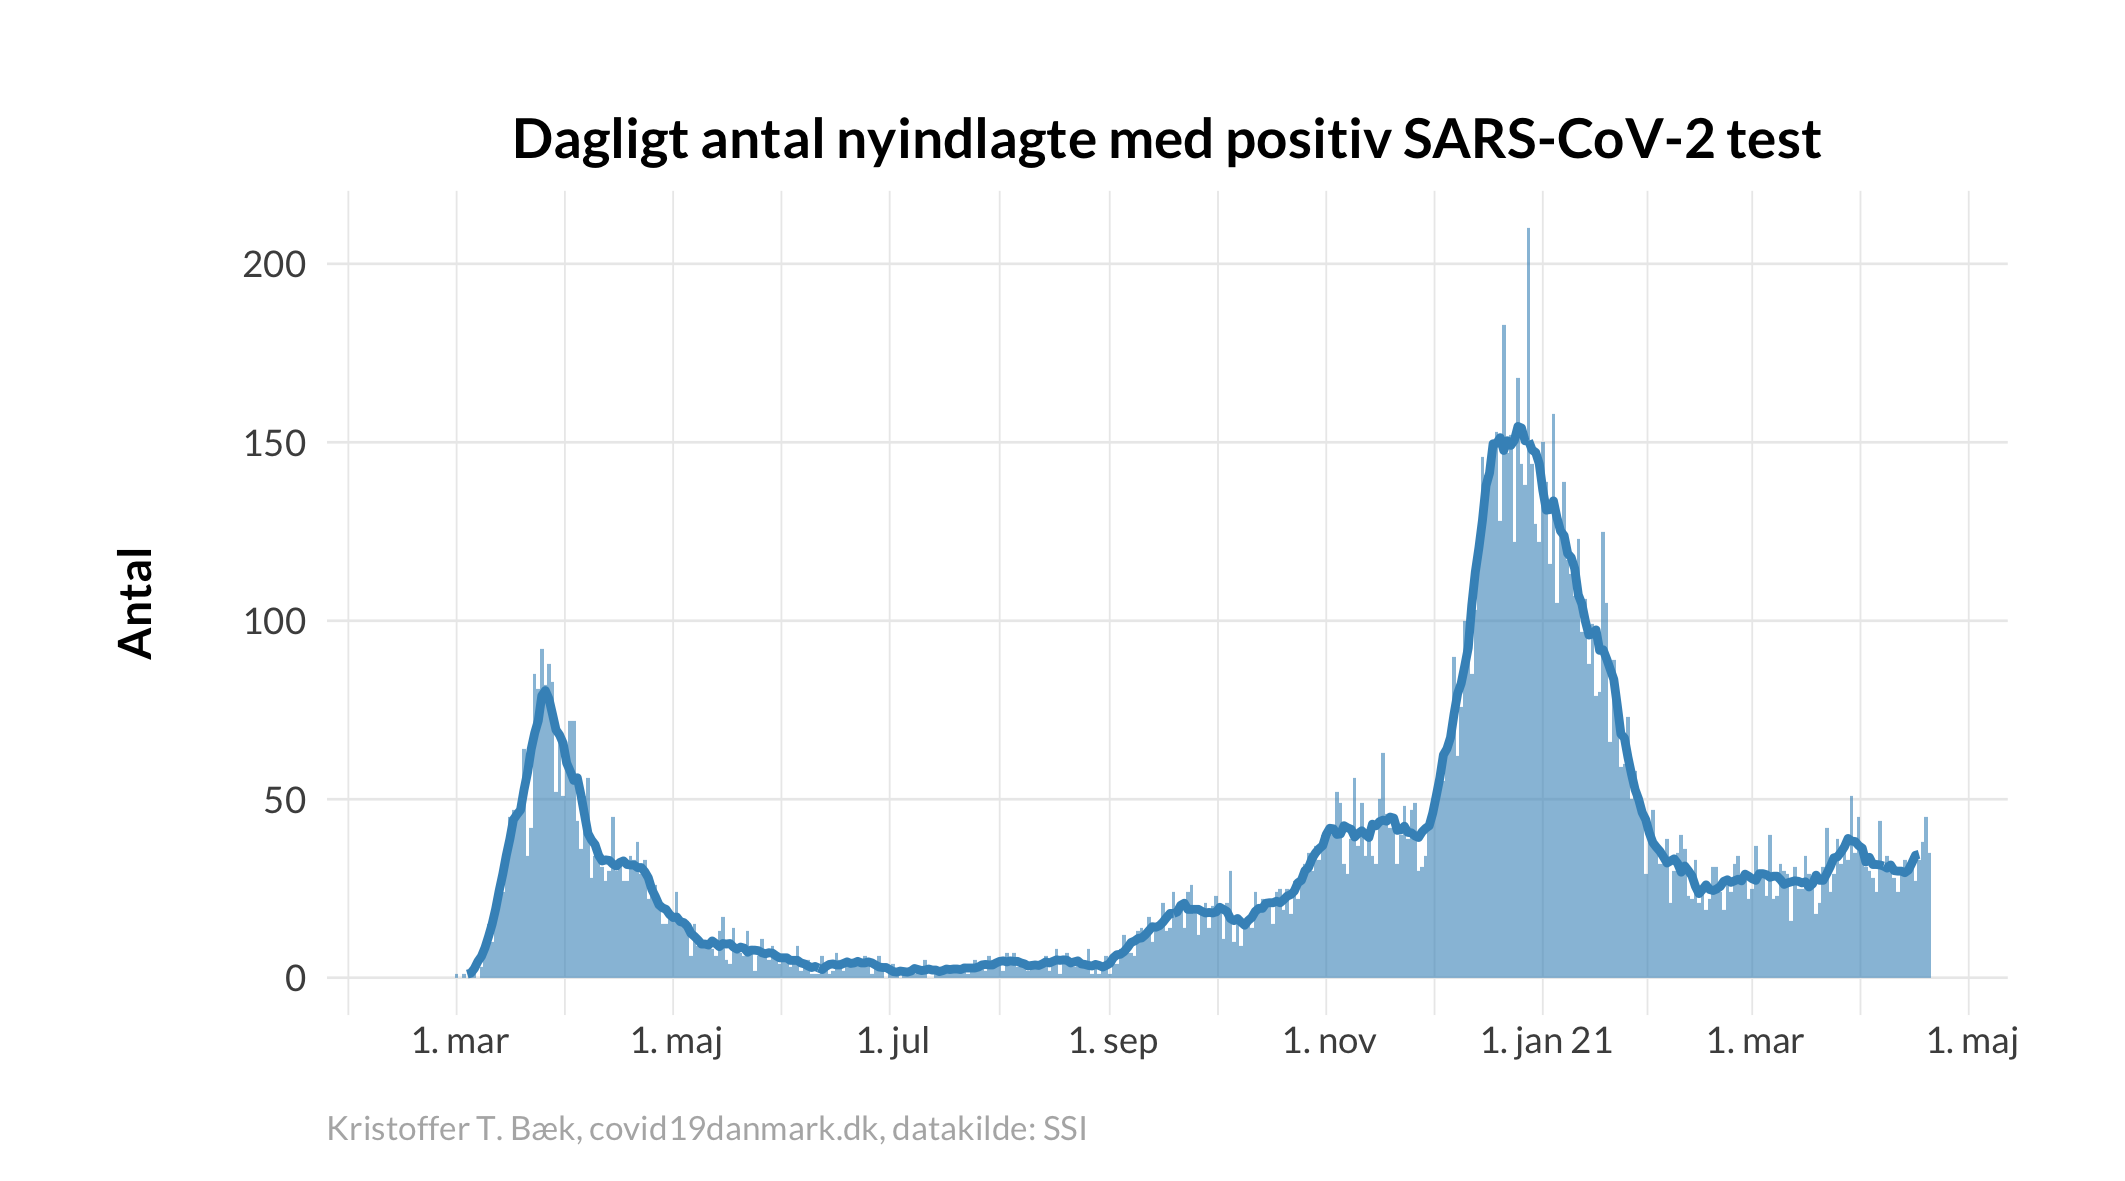 Dagligt antal nyindlagte med positiv SARS-CoV-2 test
Antal
200
150
100
50
0
1. mar 1. maj 1. jul 1. sep 1. nov 1. jan 21 1. mar 1. maj
Kristoffer T. Bæk, covid19danmark.dk, datakilde: SSI